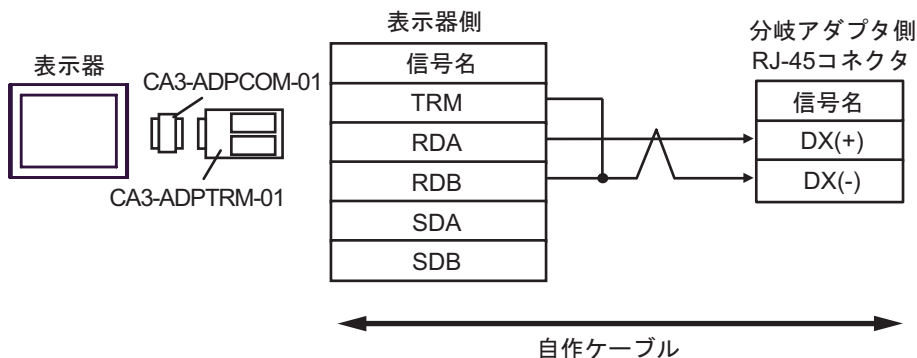 表示器
CA3-ADPCOM-01
CA3-ADPTRM-01
表示器側
信号名
TRM
RDA
RDB
SDA
SDB
分岐アダプタ側
RJ-45コネクタ
信号名
DX(+)
DX(-)
自作ケーブル